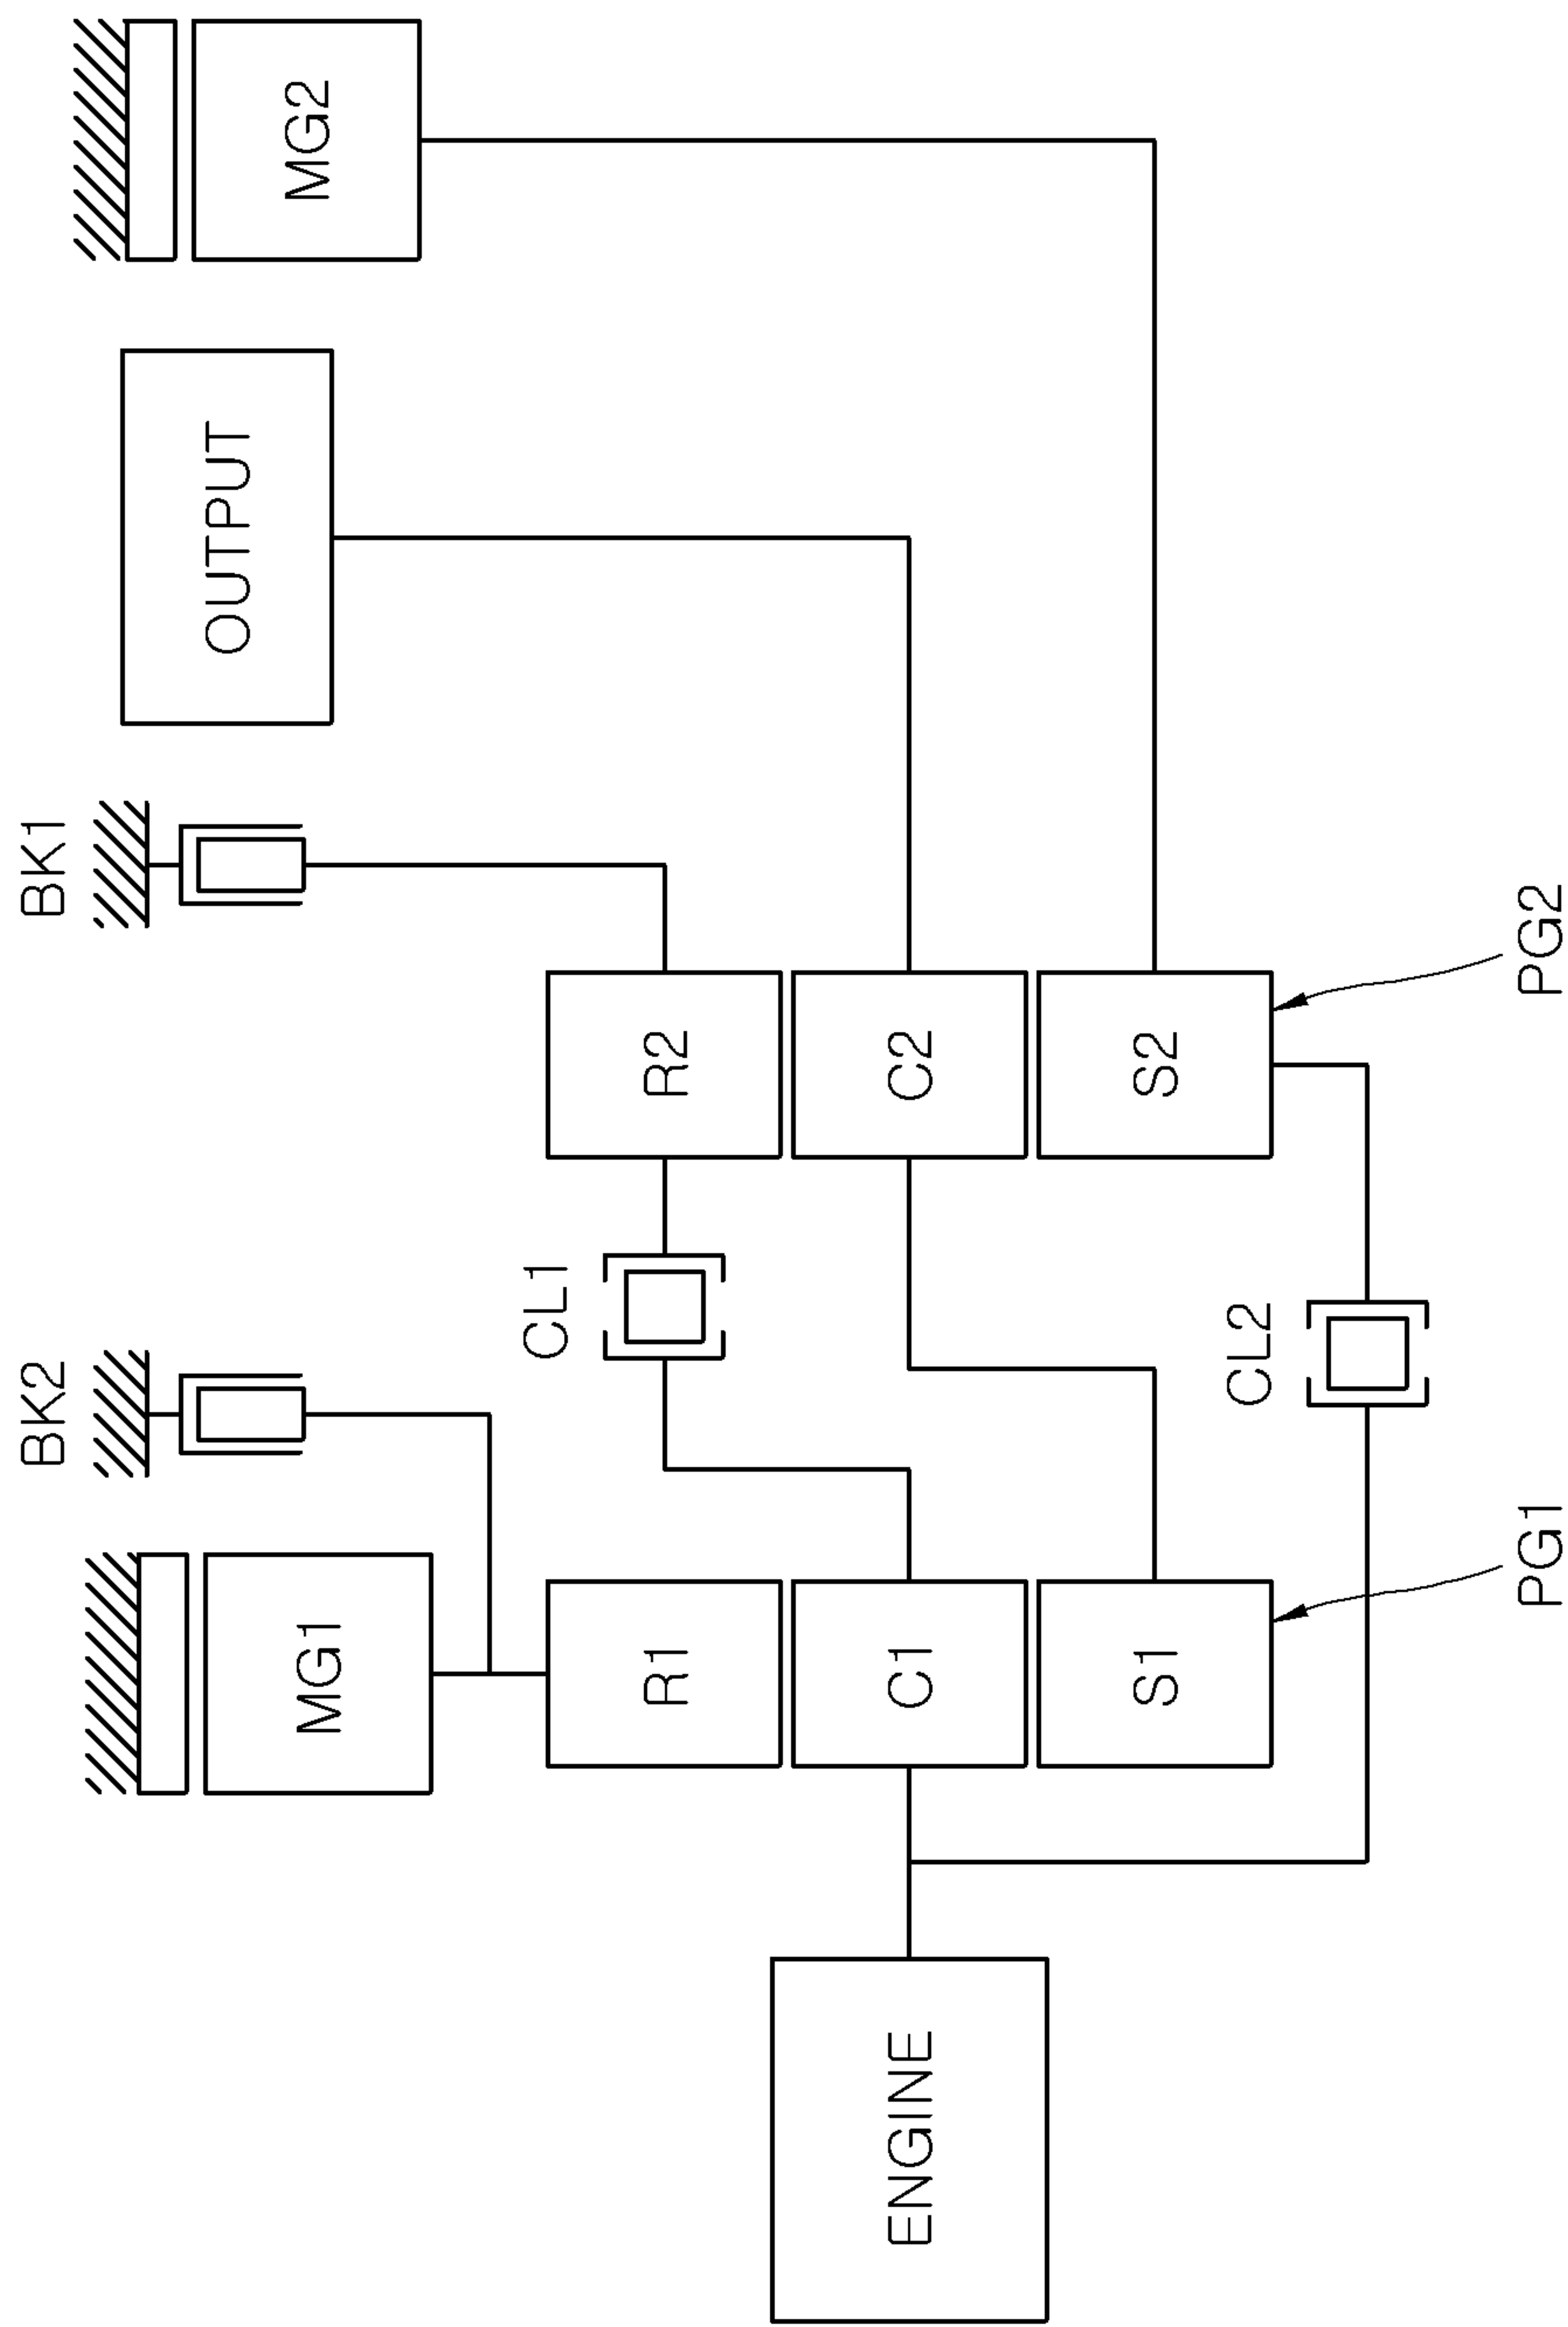 BK2
BK1
MG1
OUTPUT
MG2
CL1
R1
R2
ENGINE
C1
C2
S1
S2
CL2
PG1
PG2